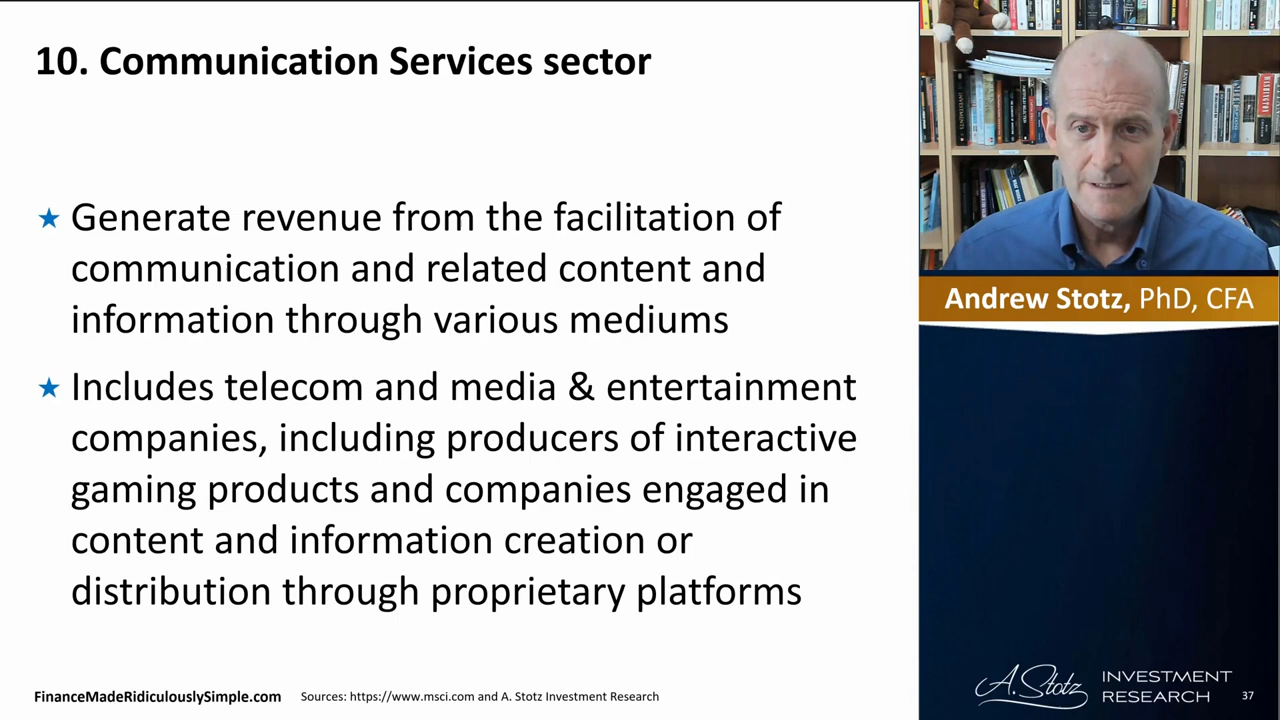 10. Communication Services sector
Generate revenue from the facilitation of
communication and related content and
information through various mediums
Includes telecom and media & entertainment
companies, including producers of interactive
gaming products and companies engaged in
content and information creation or
distribution through proprietary platforms
FinanceMadeRidiculouslySimple.com
Sources: https://www.msci.com and A. Stotz Investment Research
Andrew Stotz, PhD, CFA
A. Stotz
INVESTMENT
RESEARCH
37